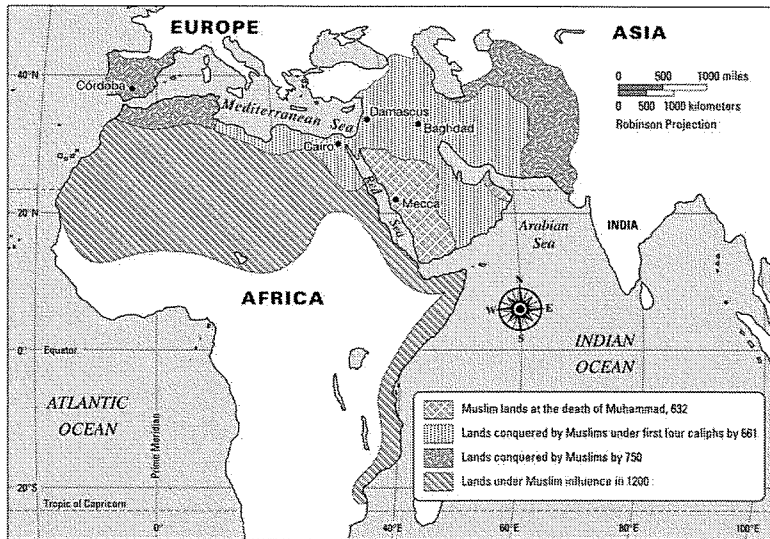 EUROPE
ASIA
0 500 1000 miles
0 500 1000 kilometers
Robinson Projection
40°N
Córdoba
Mediterranean Sea
Damascus
Baghdad
Cairo
Red Sea
Mecca
20°N
Arabian
Sea
INDIA
AFRICA
N
W E
S
INDIAN
OCEAN
Equator
0°
ATLANTIC
OCEAN
Prime Meridian
Muslim lands at the death of Muhammad, 632
Lands conquered by Muslims under first four caliphs by 661
Lands conquered by Muslims by 750
Lands under Muslim influence in 1200
20°S
Tropic of Capricorn
0°
40°E
60°E
80°E